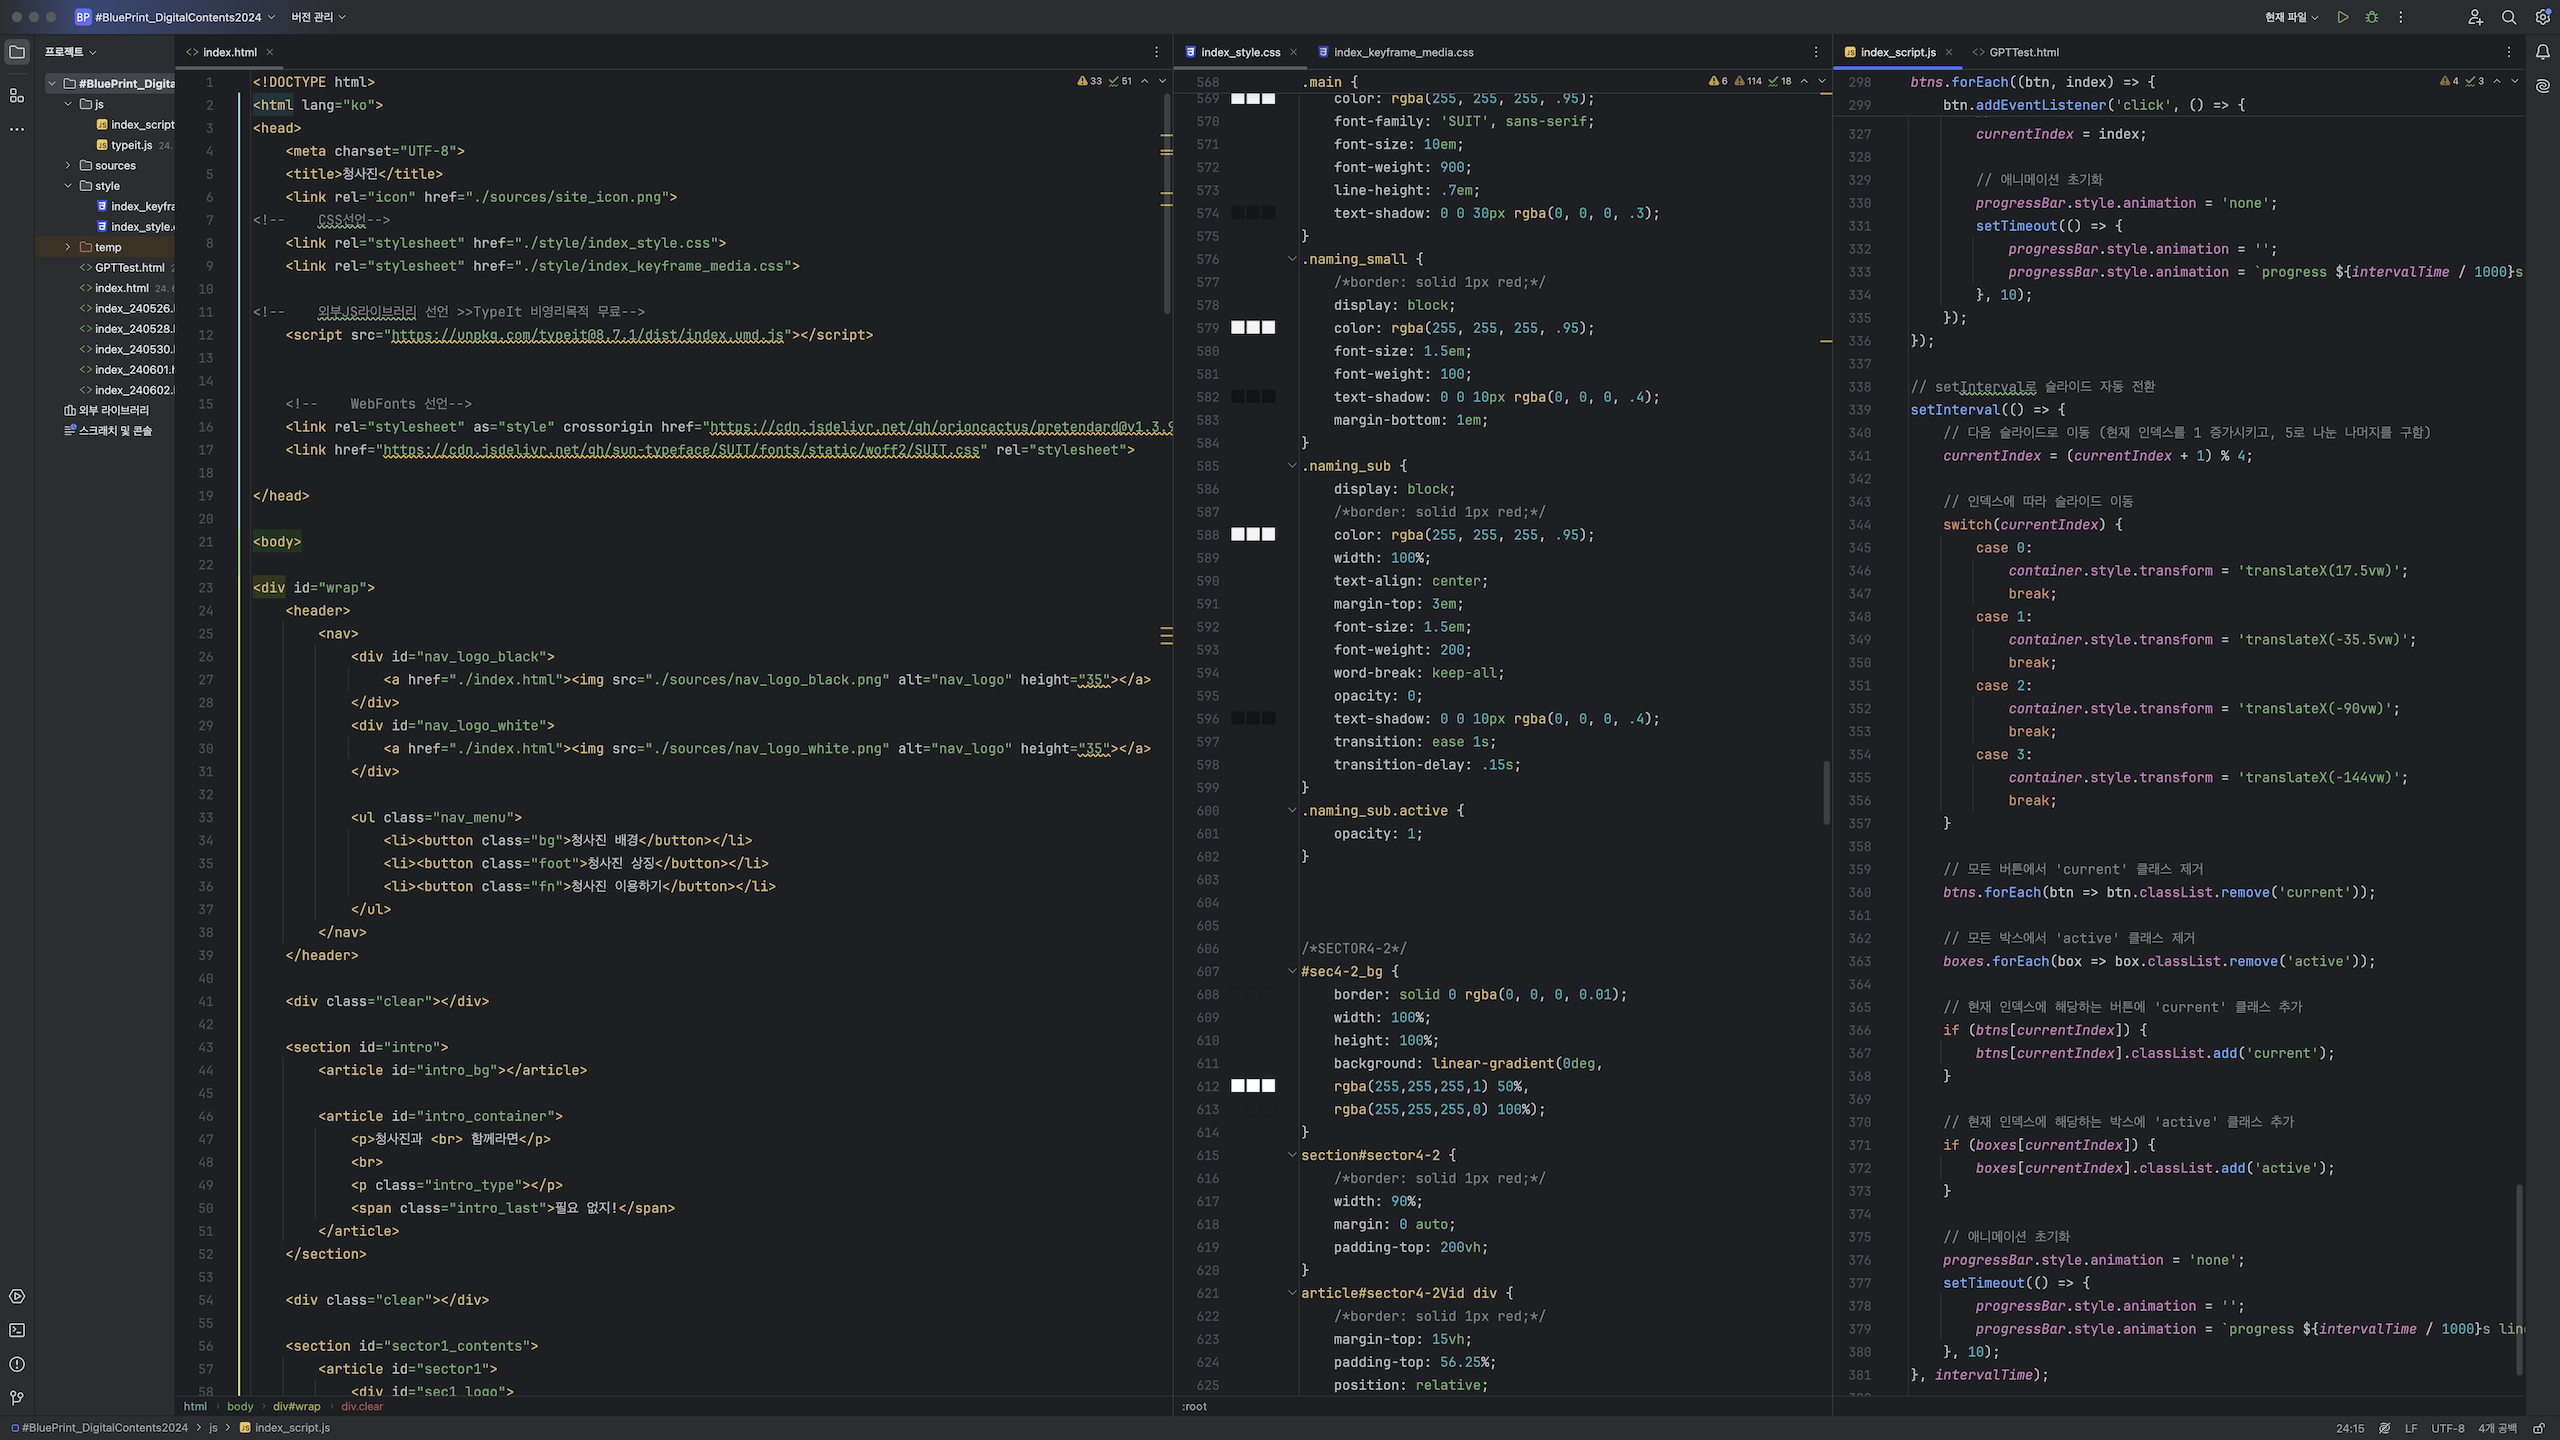 BP #BluePrint_DigitalContents2024 버전 관리
현재 파일
프로젝트
#BluePrint_Digita
js
index_script
typeit.js 24.
sources
style
index_keyfra
index_style.
temp
GPTTest.html 2
index.html 24. 6
index_240526.
index_240528.
index_240530.
index_240601.h
index_240602.
외부 라이브러리
스크래치 및 콘솔
index.html
33 51
1 <!DOCTYPE html>
2 <html lang="ko">
3 <head>
4 <meta charset="UTF-8">
5 <title>청사진</title>
6 <link rel="icon" href="./sources/site_icon.png">
7 <!-- CSS선언-->
8 <link rel="stylesheet" href="./style/index_style.css">
9 <link rel="stylesheet" href="./style/index_keyframe_media.css">
10
11 <!-- 외부JS라이브러리 선언 >>TypeIt 비영리목적 무료-->
12 <script src="https://unpkg.com/typeit@8.7.1/dist/index.umd.js"></script>
13
14
15 <!-- WebFonts 선언-->
16 <link rel="stylesheet" as="style" crossorigin href="https://cdn.jsdelivr.net/gh/orioncactus/pretendard@v1.3.9
17 <link href="https://cdn.jsdelivr.net/gh/sun-typeface/SUIT/fonts/static/woff2/SUIT.css" rel="stylesheet">
18
19 </head>
20
21 <body>
22
23 <div id="wrap">
24 <header>
25 <nav>
26 <div id="nav_logo_black">
27 <a href="./index.html"><img src="./sources/nav_logo_black.png" alt="nav_logo" height="35"></a>
28 </div>
29 <div id="nav_logo_white">
30 <a href="./index.html"><img src="./sources/nav_logo_white.png" alt="nav_logo" height="35"></a>
31 </div>
32
33 <ul class="nav_menu">
34 <li><button class="bg">청사진 배경</button></li>
35 <li><button class="foot">청사진 상징</button></li>
36 <li><button class="fn">청사진 이용하기</button></li>
37 </ul>
38 </nav>
39 </header>
40
41 <div class="clear"></div>
42
43 <section id="intro">
44 <article id="intro_bg"></article>
45
46 <article id="intro_container">
47 <p>청사진과 <br> 함께라면</p>
48 <br>
49 <p class="intro_type"></p>
50 <span class="intro_last">필요 없지!</span>
51 </article>
52 </section>
53
54 <div class="clear"></div>
55
56 <section id="sector1_contents">
57 <article id="sector1">
58 <div id="sec1_logo">
html body div#wrap div.clear
index_style.css index_keyframe_media.css
6 114 18
568 .main {
569 color: rgba(255, 255, 255, .95);
570 font-family: 'SUIT', sans-serif;
571 font-size: 10em;
572 font-weight: 900;
573 line-height: .7em;
574 text-shadow: 0 0 30px rgba(0, 0, 0, .3);
575 }
576 .naming_small {
577 /*border: solid 1px red;*/
578 display: block;
579 color: rgba(255, 255, 255, .95);
580 font-size: 1.5em;
581 font-weight: 100;
582 text-shadow: 0 0 10px rgba(0, 0, 0, .4);
583 margin-bottom: 1em;
584 }
585 .naming_sub {
586 display: block;
587 /*border: solid 1px red;*/
588 color: rgba(255, 255, 255, .95);
589 width: 100%;
590 text-align: center;
591 margin-top: 3em;
592 font-size: 1.5em;
593 font-weight: 200;
594 word-break: keep-all;
595 opacity: 0;
596 text-shadow: 0 0 10px rgba(0, 0, 0, .4);
597 transition: ease 1s;
598 transition-delay: .15s;
599 }
600 .naming_sub.active {
601 opacity: 1;
602 }
603
604
605
606 /*SECTOR4-2*/
607 #sec4-2_bg {
608 border: solid 0 rgba(0, 0, 0, 0.01);
609 width: 100%;
610 height: 100%;
611 background: linear-gradient(0deg,
612 rgba(255,255,255,1) 50%,
613 rgba(255,255,255,0) 100%);
614 }
615 section#sector4-2 {
616 /*border: solid 1px red;*/
617 width: 90%;
618 margin: 0 auto;
619 padding-top: 200vh;
620 }
621 article#sector4-2Vid div {
622 /*border: solid 1px red;*/
623 margin-top: 15vh;
624 padding-top: 56.25%;
625 position: relative;
:root
index_script.js GPTTest.html
4 3
298 btns.forEach((btn, index) => {
299 btn.addEventListener('click', () => {
327 currentIndex = index;
328
329 // 애니메이션 초기화
330 progressBar.style.animation = 'none';
331 setTimeout(() => {
332 progressBar.style.animation = '';
333 progressBar.style.animation = `progress ${intervalTime / 1000}s
334 }, 10);
335 });
336 });
337
338 // setInterval로 슬라이드 자동 전환
339 setInterval(() => {
340 // 다음 슬라이드로 이동 (현재 인덱스를 1 증가시키고, 5로 나눈 나머지를 구함)
341 currentIndex = (currentIndex + 1) % 4;
342
343 // 인덱스에 따라 슬라이드 이동
344 switch(currentIndex) {
345 case 0:
346 container.style.transform = 'translateX(17.5vw)';
347 break;
348 case 1:
349 container.style.transform = 'translateX(-35.5vw)';
350 break;
351 case 2:
352 container.style.transform = 'translateX(-90vw)';
353 break;
354 case 3:
355 container.style.transform = 'translateX(-144vw)';
356 break;
357 }
358
359 // 모든 버튼에서 'current' 클래스 제거
360 btns.forEach(btn => btn.classList.remove('current'));
361
362 // 모든 박스에서 'active' 클래스 제거
363 boxes.forEach(box => box.classList.remove('active'));
364
365 // 현재 인덱스에 해당하는 버튼에 'current' 클래스 추가
366 if (btns[currentIndex]) {
367 btns[currentIndex].classList.add('current');
368 }
369
370 // 현재 인덱스에 해당하는 박스에 'active' 클래스 추가
371 if (boxes[currentIndex]) {
372 boxes[currentIndex].classList.add('active');
373 }
374
375 // 애니메이션 초기화
376 progressBar.style.animation = 'none';
377 setTimeout(() => {
378 progressBar.style.animation = '';
379 progressBar.style.animation = `progress ${intervalTime / 1000}s lin
380 }, 10);
381 }, intervalTime);
#BluePrint_DigitalContents2024 js index_script.js
24:15 LF UTF-8 4개 공백